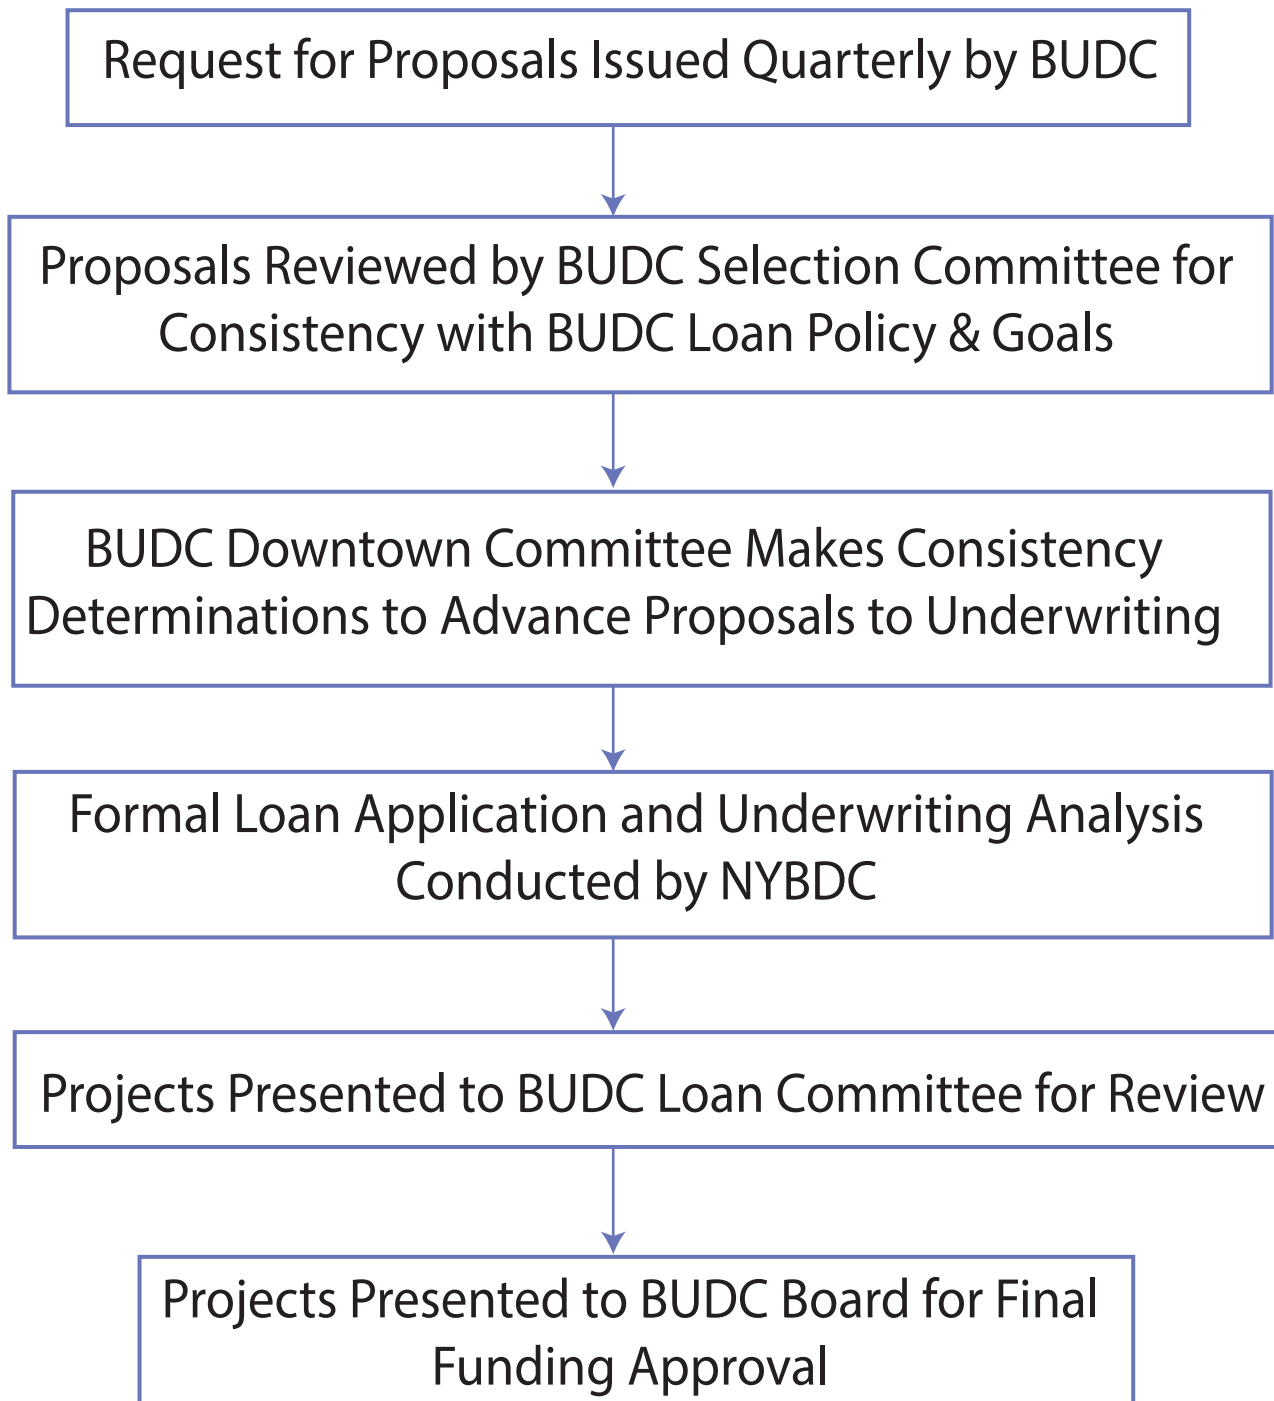 Request for Proposals Issued Quarterly by BUDC
Proposals Reviewed by BUDC Selection Committee for
Consistency with BUDC Loan Policy & Goals
BUDC Downtown Committee Makes Consistency
Determinations to Advance Proposals to Underwriting
Formal Loan Application and Underwriting Analysis
Conducted by NYBDC
Projects Presented to BUDC Loan Committee for Review
Projects Presented to BUDC Board for Final
Funding Approval